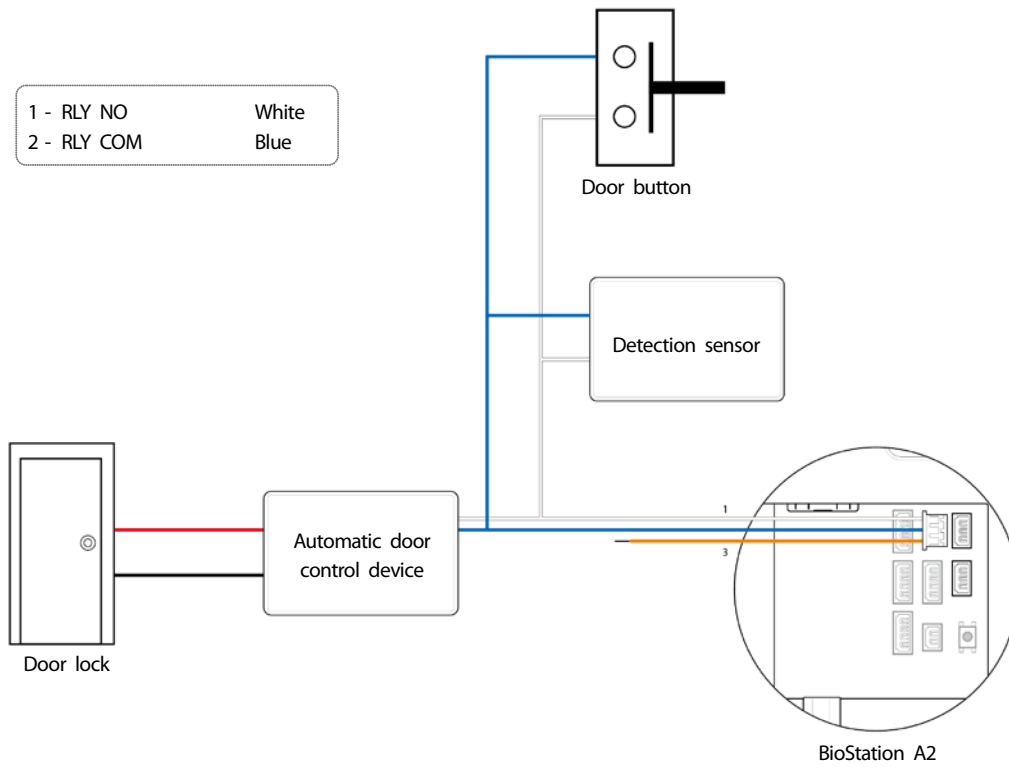 1 - RLY NO White
2 - RLY COM Blue
Door button
Detection sensor
Automatic door
control device
1
3
Door lock
BioStation A2